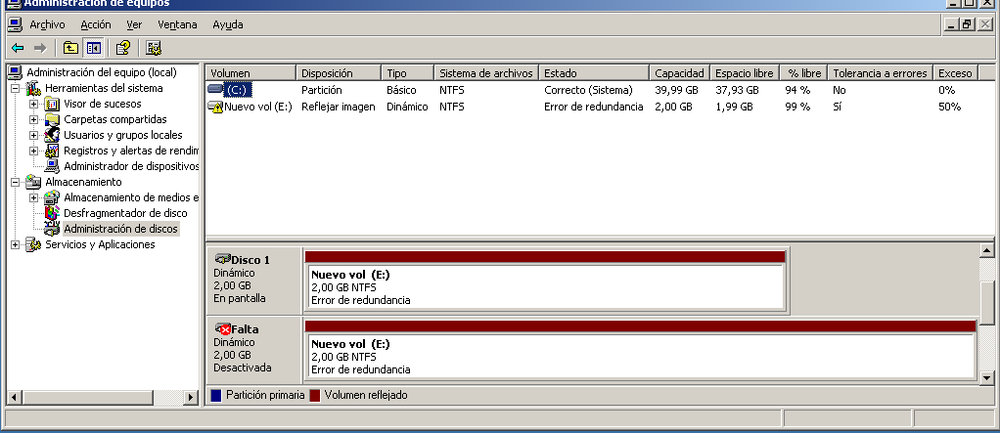 Administración de equipos
Archivo Acción Ver Ventana Ayuda
Administración del equipo (local)
Herramientas del sistema
Visor de sucesos
Carpetas compartidas
Usuarios y grupos locales
Registros y alertas de rendim
Administrador de dispositivos
Almacenamiento
Almacenamiento de medios e
Desfragmentador de disco
Administración de discos
Servicios y Aplicaciones
Volumen Disposición Tipo Sistema de archivos Estado Capacidad Espacio libre % libre Tolerancia a errores Exceso
(C:) Partición Básico NTFS Correcto (Sistema) 39,99 GB 37,93 GB 94 % No 0%
Nuevo vol (E:) Reflejar imagen Dinámico NTFS Error de redundancia 2,00 GB 1,99 GB 99 % Sí 50%
Disco 1
Dinámico
2,00 GB
En pantalla
Nuevo vol (E:)
2,00 GB NTFS
Error de redundancia
Falta
Dinámico
2,00 GB
Desactivada
Nuevo vol (E:)
2,00 GB NTFS
Error de redundancia
Partición primaria Volumen reflejado